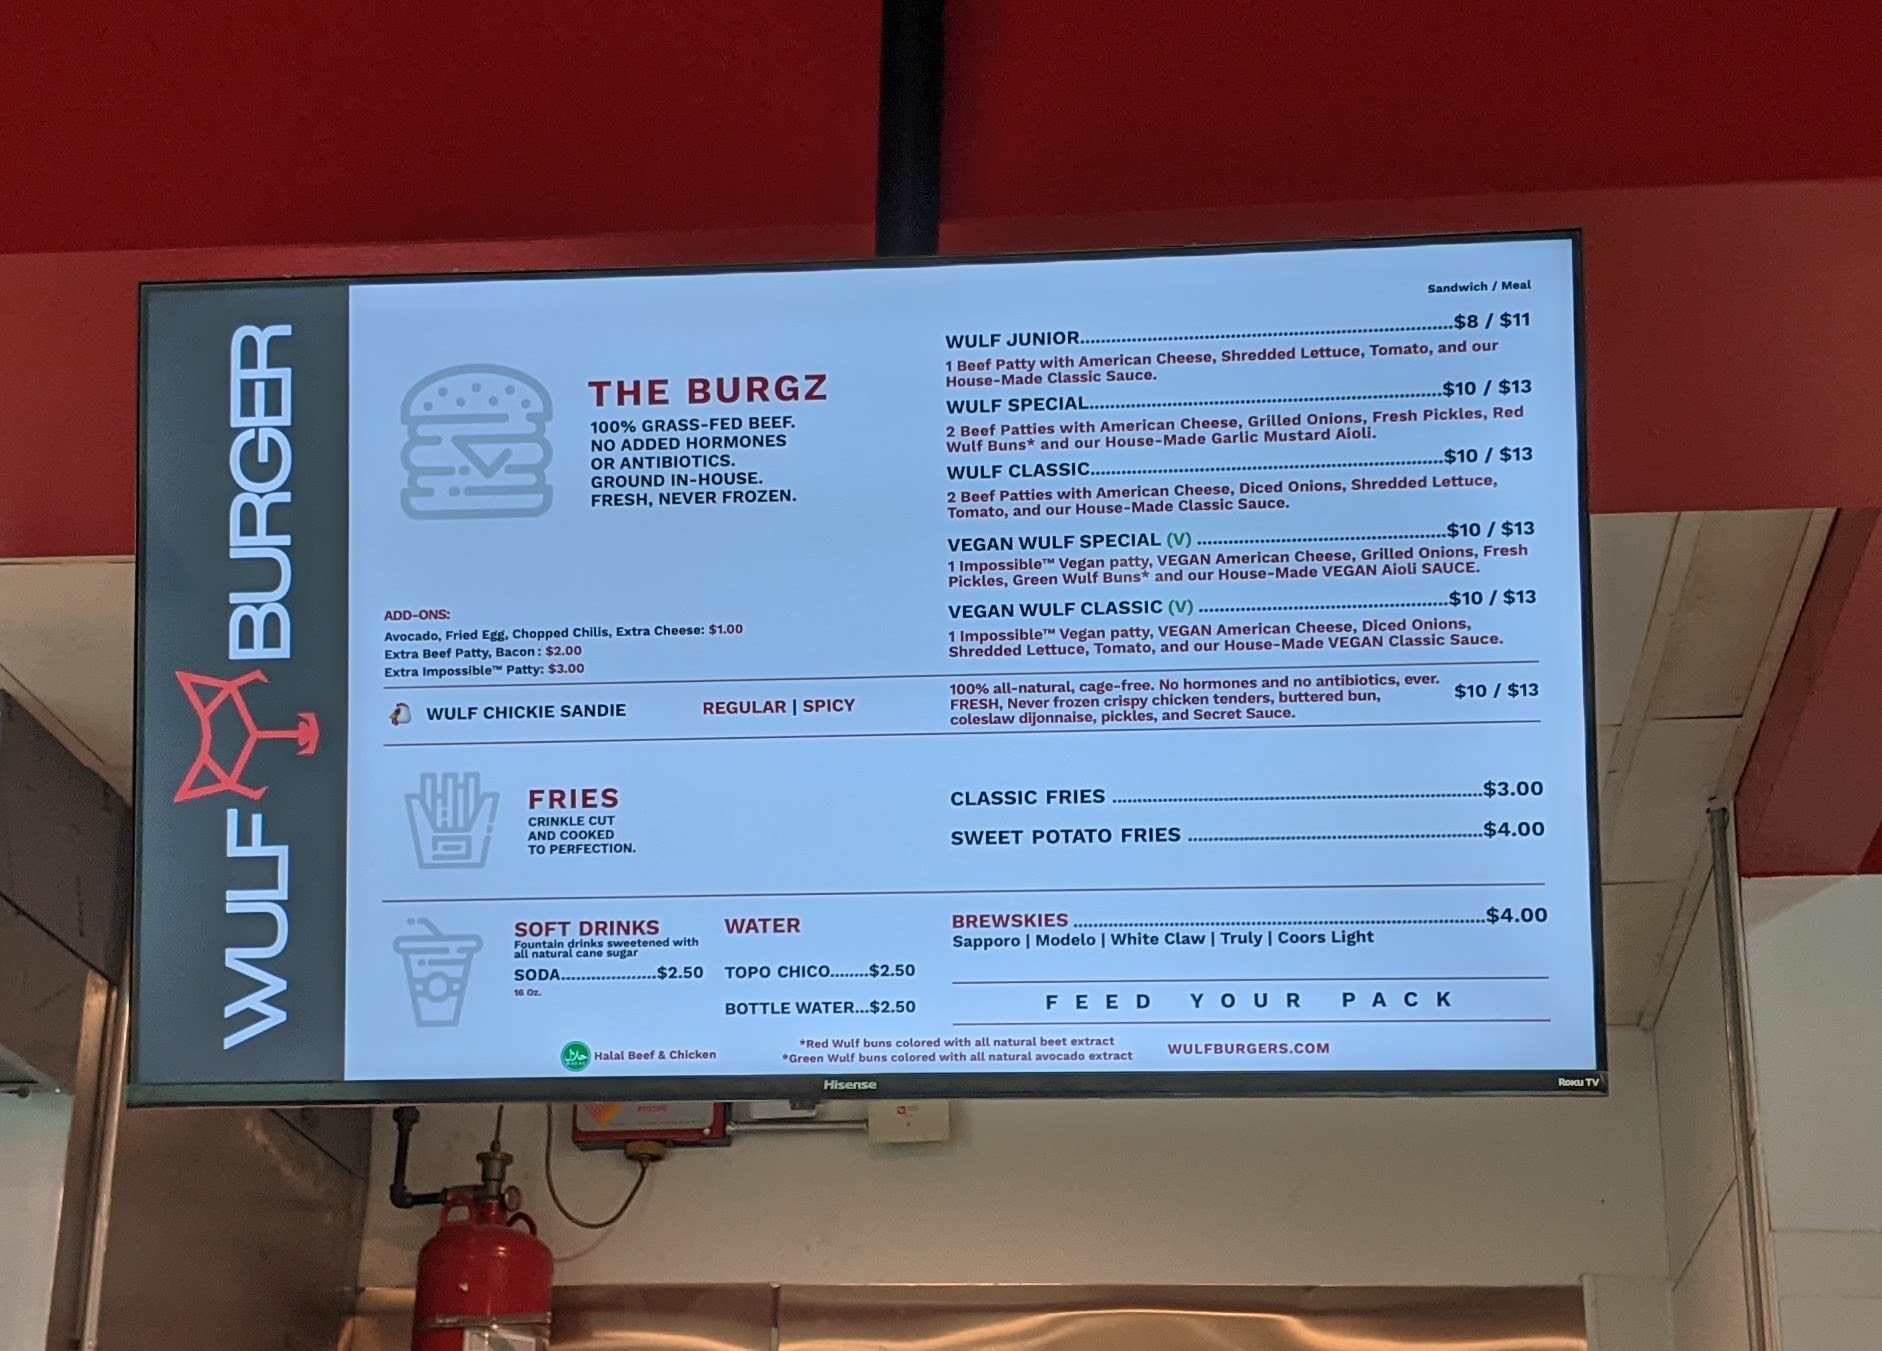 WULF BURGER
Sandwich / Meal
THE BURGZ
100% GRASS-FED BEEF.
NO ADDED HORMONES
OR ANTIBIOTICS.
GROUND IN-HOUSE.
FRESH, NEVER FROZEN.
WULF JUNIOR...$8 / $11
1 Beef Patty with American Cheese, Shredded Lettuce, Tomato, and our
House-Made Classic Sauce.
WULF SPECIAL...$10 / $13
2 Beef Patties with American Cheese, Grilled Onions, Fresh Pickles, Red
Wulf Buns* and our House-Made Garlic Mustard Aioli.
WULF CLASSIC...$10 / $13
2 Beef Patties with American Cheese, Diced Onions, Shredded Lettuce,
Tomato, and our House-Made Classic Sauce.
VEGAN WULF SPECIAL (V) ...$10 / $13
1 Impossible™ Vegan patty, VEGAN American Cheese, Grilled Onions, Fresh
Pickles, Green Wulf Buns* and our House-Made VEGAN Aioli SAUCE.
VEGAN WULF CLASSIC (V) ...$10 / $13
1 Impossible™ Vegan patty, VEGAN American Cheese, Diced Onions,
Shredded Lettuce, Tomato, and our House-Made VEGAN Classic Sauce.
ADD-ONS:
Avocado, Fried Egg, Chopped Chilis, Extra Cheese: $1.00
Extra Beef Patty, Bacon : $2.00
Extra Impossible™ Patty: $3.00
WULF CHICKIE SANDIE REGULAR | SPICY
100% all-natural, cage-free. No hormones and no antibiotics, ever.
FRESH, Never frozen crispy chicken tenders, buttered bun,
coleslaw dijonnaise, pickles, and Secret Sauce.
$10 / $13
FRIES
CRINKLE CUT
AND COOKED
TO PERFECTION.
CLASSIC FRIES ...$3.00
SWEET POTATO FRIES ...$4.00
SOFT DRINKS
Fountain drinks sweetened with
all natural cane sugar
SODA...$2.50
16 Oz.
WATER
TOPO CHICO........$2.50
BOTTLE WATER...$2.50
BREWSKIES ...$4.00
Sapporo | Modelo | White Claw | Truly | Coors Light
FEED YOUR PACK
حلال
Halal Beef & Chicken
*Red Wulf buns colored with all natural beet extract
*Green Wulf buns colored with all natural avocado extract
WULFBURGERS.COM
Hisense
Roku TV